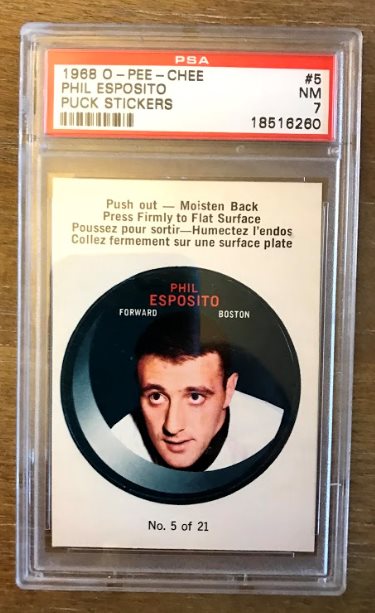 PSA
1968 O-PEE-CHEE #5
PHIL ESPOSITO NM
PUCK STICKERS 7
18516260
Push out — Moisten Back
Press Firmly to Flat Surface
Poussez pour sortir—Humectez l'endos
Collez fermement sur une surface plate
PHIL
ESPOSITO
FORWARD BOSTON
No. 5 of 21